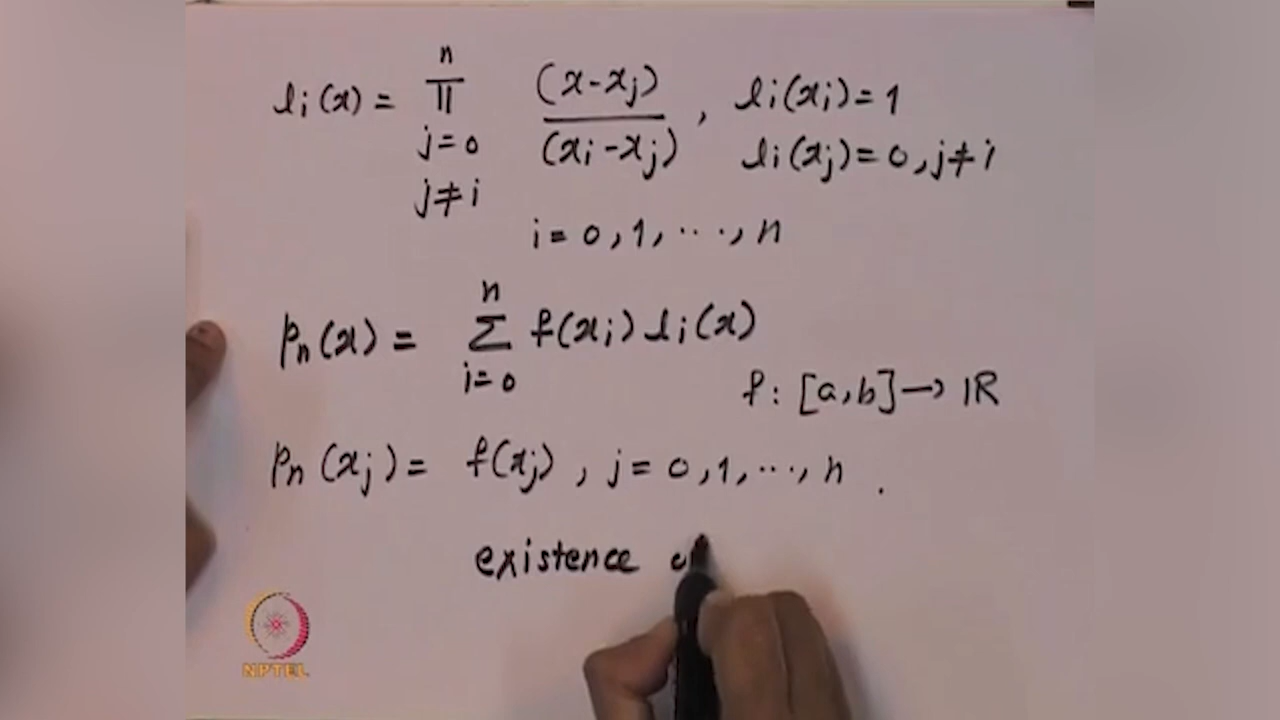 n
li(x) = Π (x-xj) , li(xi) = 1
j=0 (xi-xj) li(xj) = 0, j≠i
j≠i
i = 0, 1, ..., n
n
pn(x) = Σ f(xi) li(x)
i=0
f: [a,b] → IR
pn(xj) = f(xj), j = 0, 1, ..., n.
existence
NPTEL